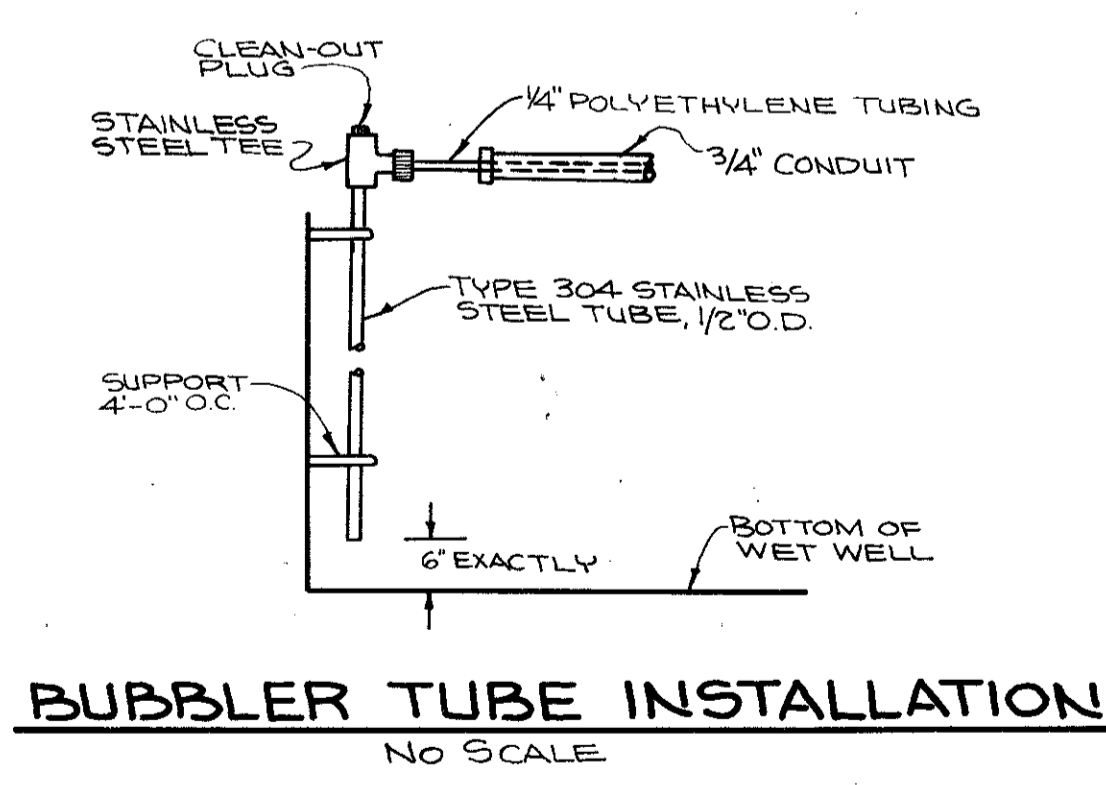 CLEAN-OUT
PLUG
1/4" POLYETHYLENE TUBING
STAINLESS
STEEL TEE
3/4" CONDUIT
TYPE 304 STAINLESS
STEEL TUBE, 1/2" O.D.
SUPPORT
4'-0" O.C.
BOTTOM OF
WET WELL
6" EXACTLY
BUBBLER TUBE INSTALLATION
NO SCALE